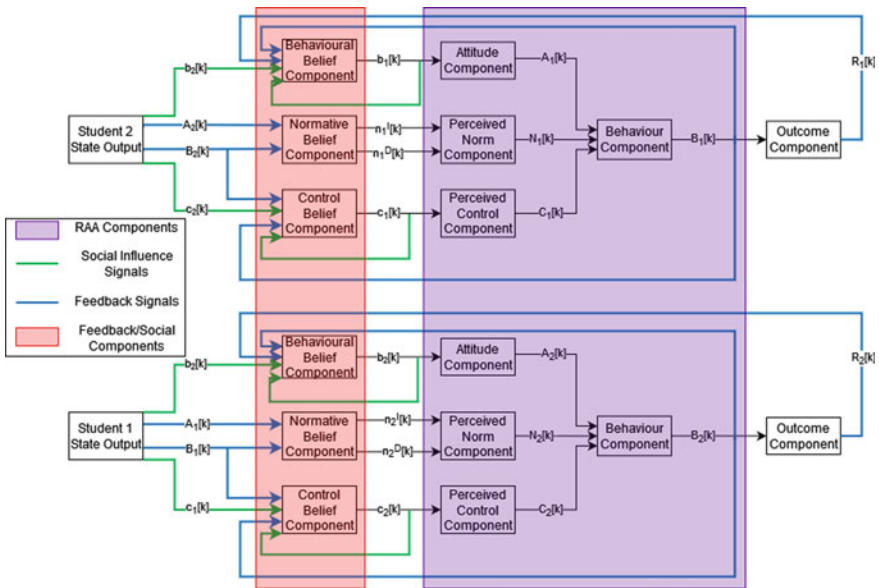 R₁[k]
Behavioural
Belief
Component
b₁[k]
Attitude
Component
A₁[k]
b₂[k]
Student 2
State Output
A₂[k]
B₂[k]
Normative
Belief
Component
n₁ᴵ[k]
n₁ᴰ[k]
Perceived
Norm
Component
N₁[k]
Behaviour
Component
B₁[k]
Outcome
Component
c₂[k]
Control
Belief
Component
c₁[k]
Perceived
Control
Component
C₁[k]
RAA Components
Social Influence
Signals
Feedback Signals
Feedback/Social
Components
R₂[k]
Behavioural
Belief
Component
b₂[k]
Attitude
Component
A₂[k]
b₂[k]
Student 1
State Output
A₁[k]
B₁[k]
Normative
Belief
Component
n₂ᴵ[k]
n₂ᴰ[k]
Perceived
Norm
Component
N₂[k]
Behaviour
Component
B₂[k]
Outcome
Component
c₁[k]
Control
Belief
Component
c₂[k]
Perceived
Control
Component
C₂[k]